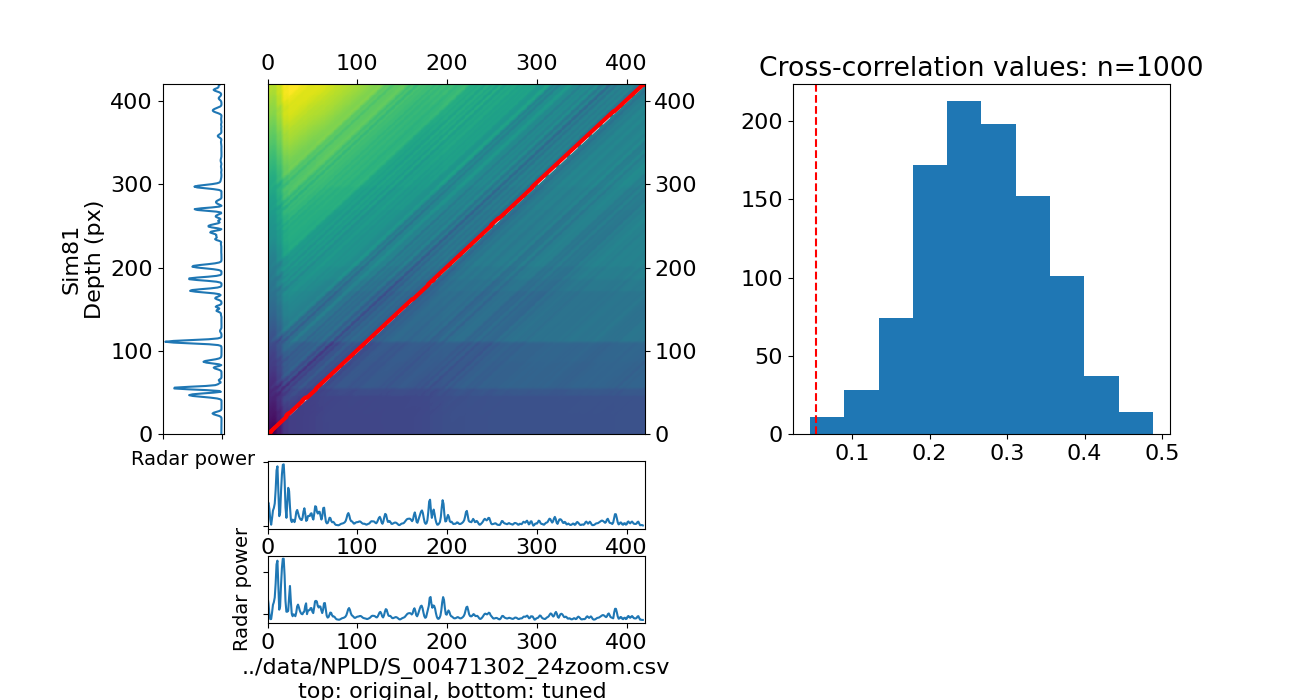 0 100 200 300 400
Cross-correlation values: n=1000
400
300
200
100
0
Sim81
Depth (px)
400
300
200
100
0
200
150
100
50
0
0.1 0.2 0.3 0.4 0.5
Radar power
0 100 200 300 400
Radar power
0 100 200 300 400
../data/NPLD/S_00471302_24zoom.csv
top: original, bottom: tuned